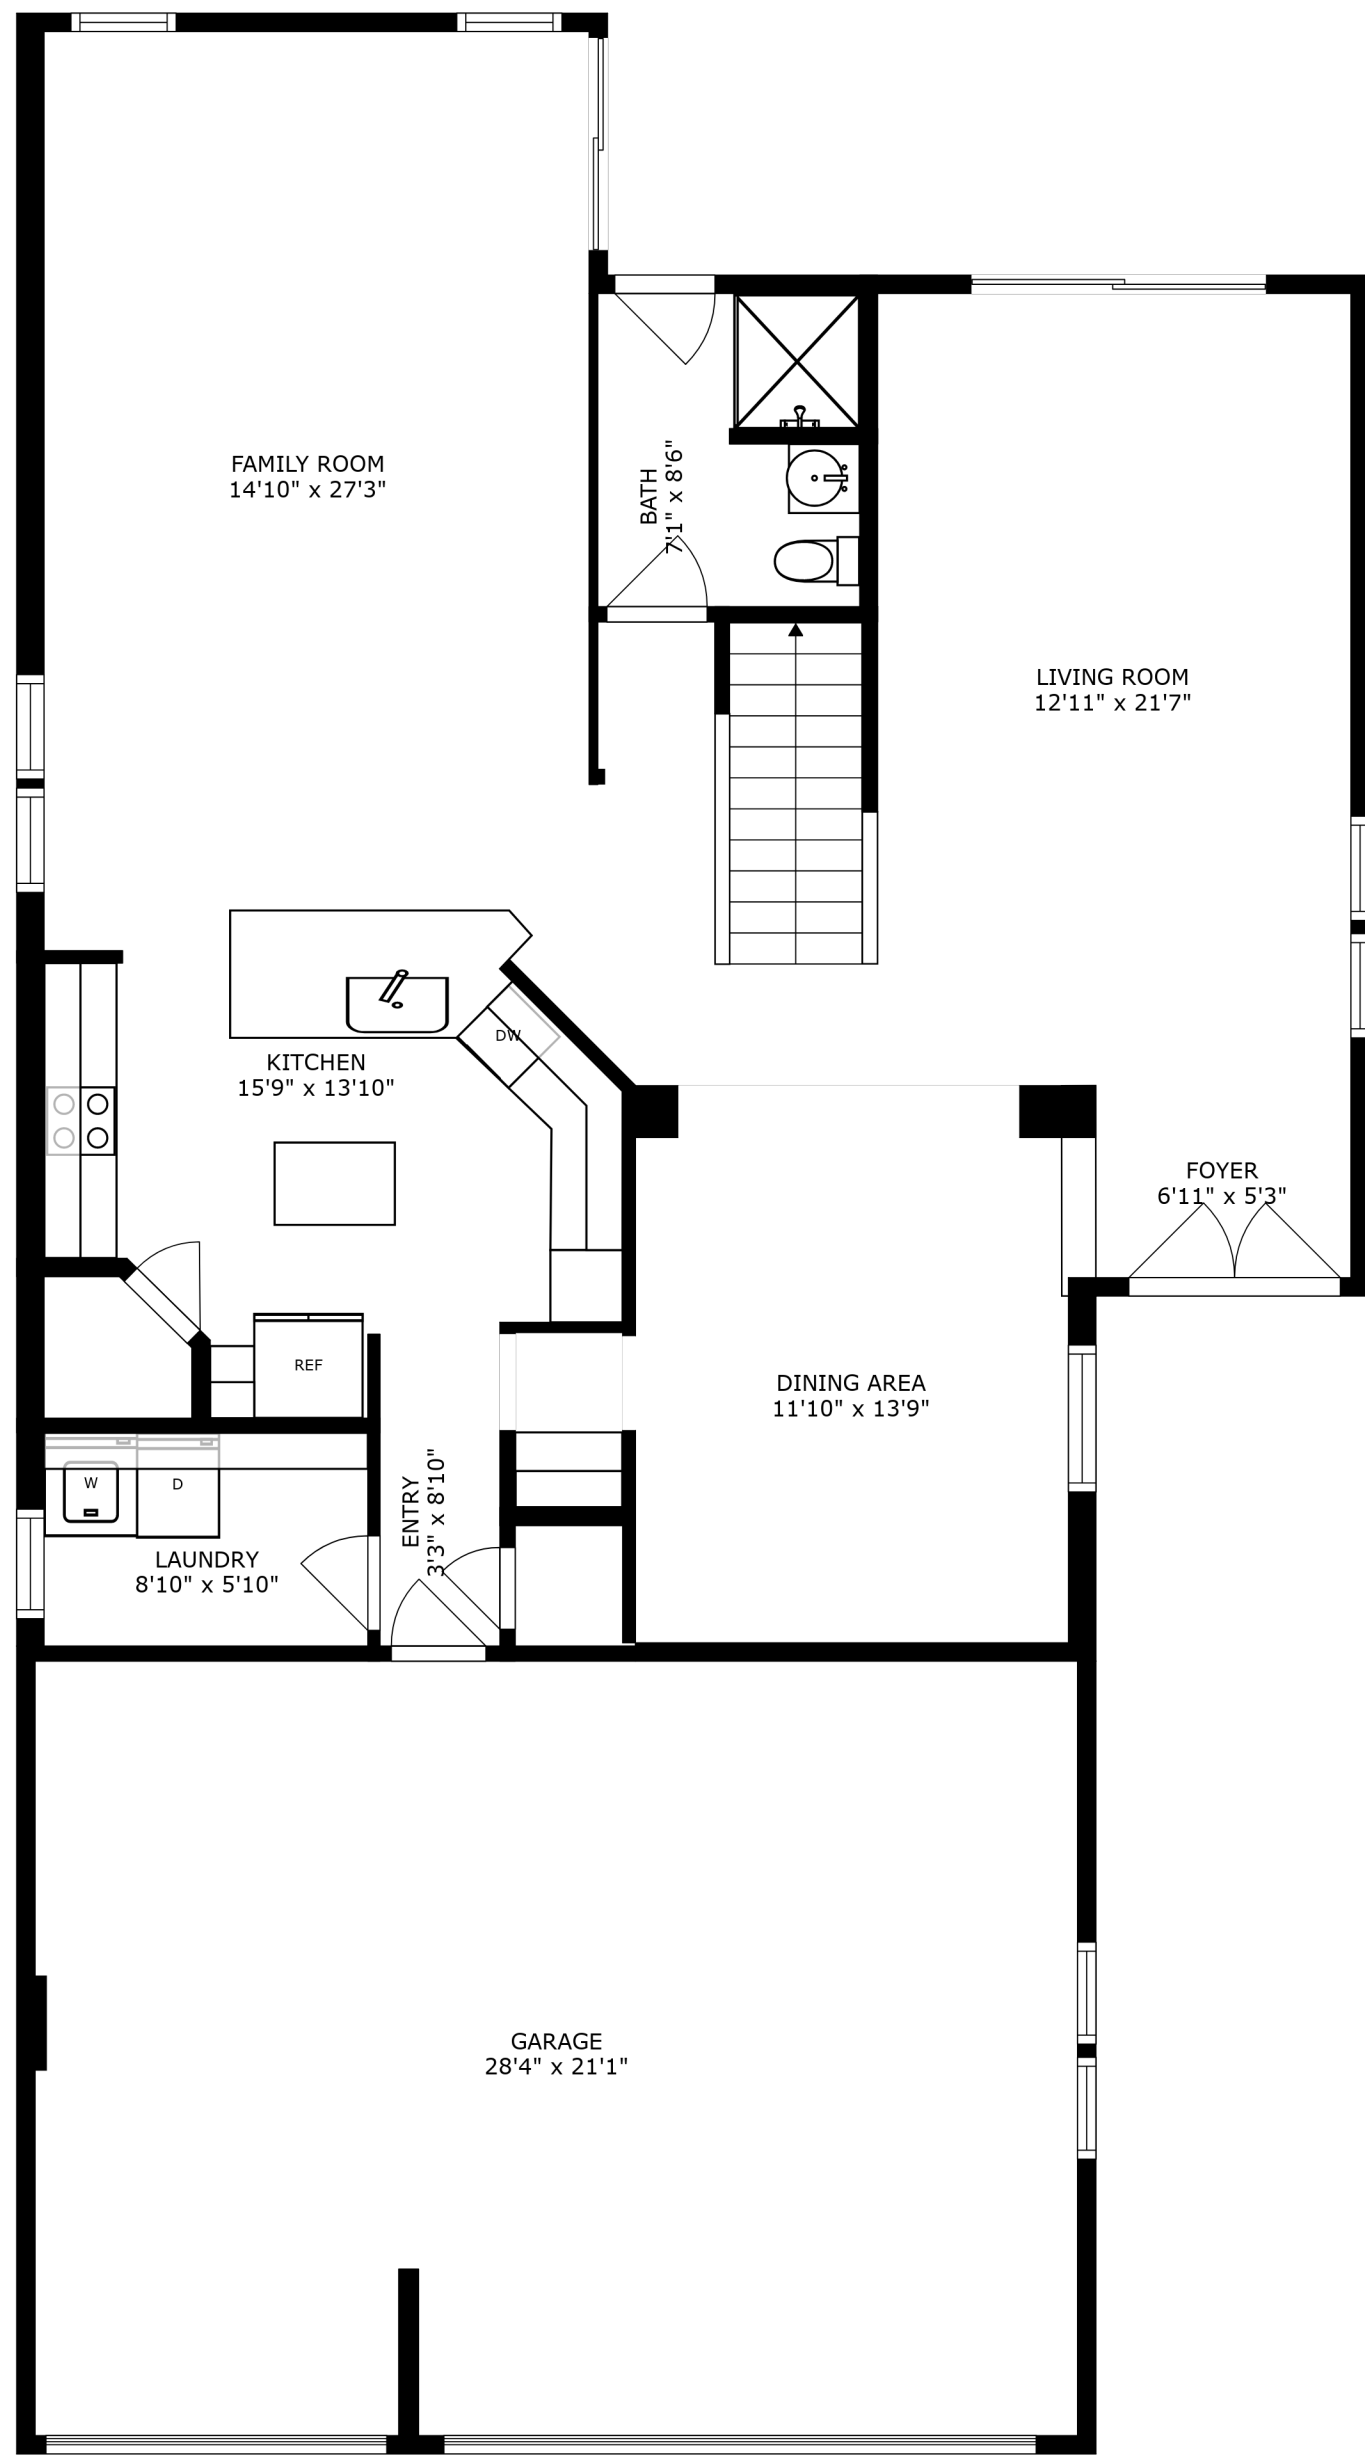 FAMILY ROOM
14'10" x 27'3"
BATH
7'1" x 8'6"
LIVING ROOM
12'11" x 21'7"
DW
KITCHEN
15'9" x 13'10"
FOYER
6'11" x 5'3"
REF
DINING AREA
11'10" x 13'9"
W
D
ENTRY
3'3" x 8'10"
LAUNDRY
8'10" x 5'10"
GARAGE
28'4" x 21'1"